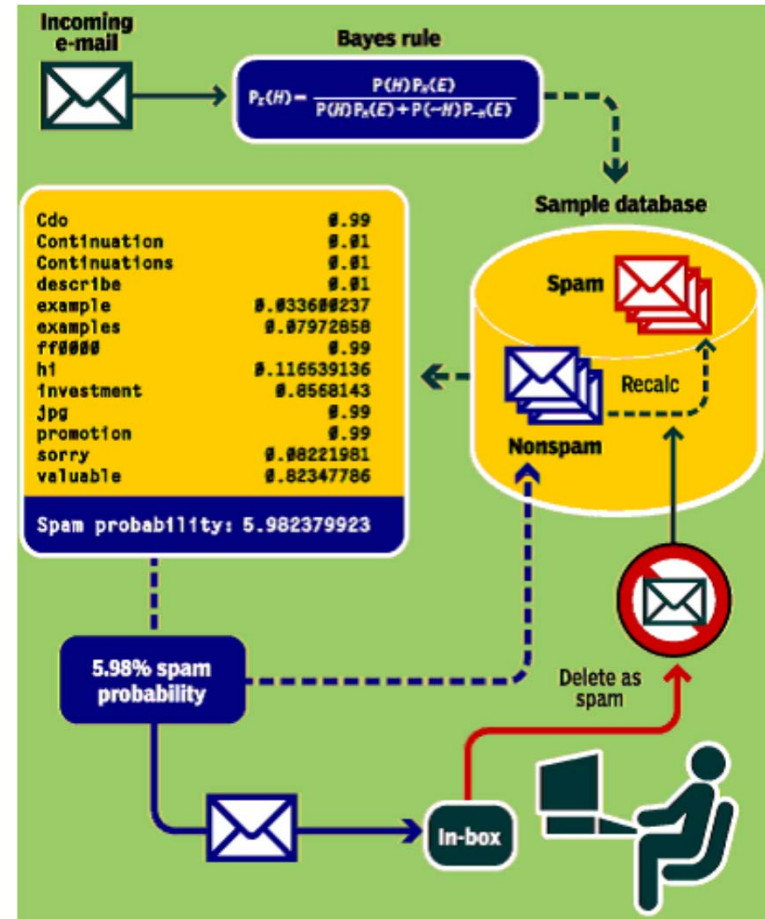 Incoming
e-mail
Bayes rule
P_E(H) = P(H)P_H(E) / P(H)P_H(E)+P(~H)P_~H(E)
Sample database
Cdo 0.99
Continuation 0.01
Continuations 0.01
describe 0.01
example 0.033600237
examples 0.07972858
ff0000 0.99
hi 0.116539136
investment 0.8568143
jpg 0.99
promotion 0.99
sorry 0.08221981
valuable 0.82347786
Spam probability: 5.982379923
Spam
Recalc
Nonspam
5.98% spam
probability
Delete as
spam
In-box